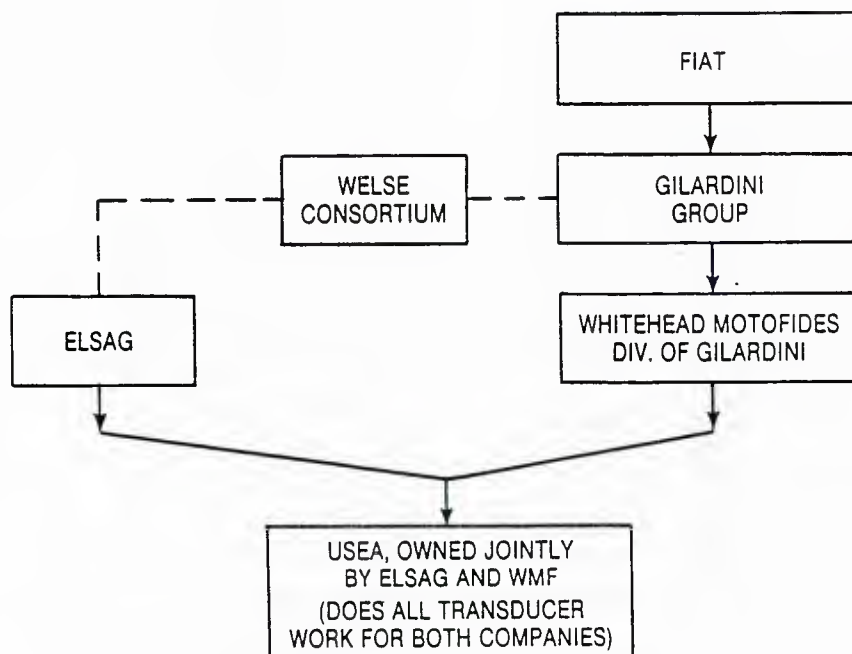 FIAT
WELSE
CONSORTIUM
GILARDINI
GROUP
ELSAG
WHITEHEAD MOTOFIDES
DIV. OF GILARDINI
USEA, OWNED JOINTLY
BY ELSAG AND WMF
(DOES ALL TRANSDUCER
WORK FOR BOTH COMPANIES)